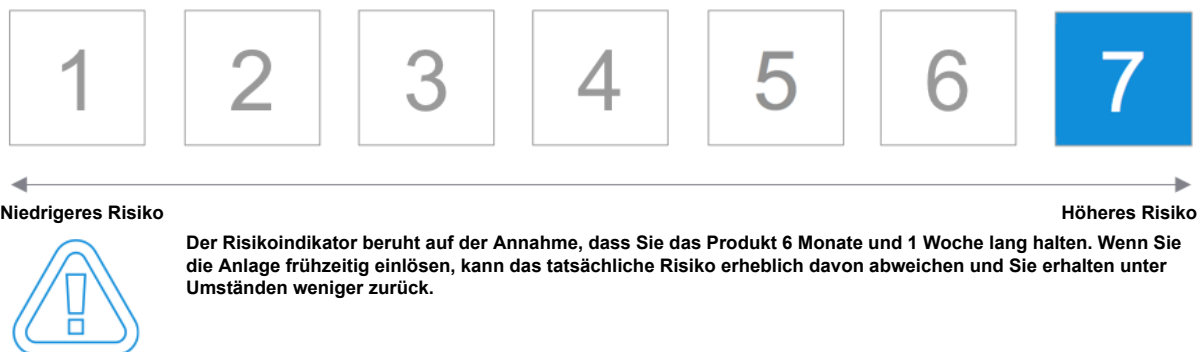 1 2 3 4 5 6 7
Niedrigeres Risiko Höheres Risiko
Der Risikoindikator beruht auf der Annahme, dass Sie das Produkt 6 Monate und 1 Woche lang halten. Wenn Sie
die Anlage frühzeitig einlösen, kann das tatsächliche Risiko erheblich davon abweichen und Sie erhalten unter
Umständen weniger zurück.